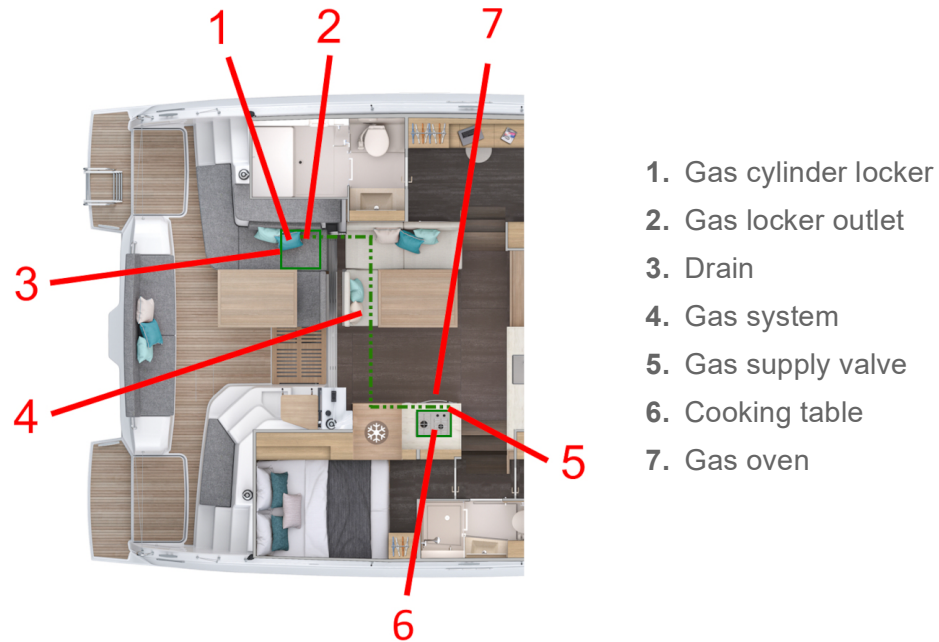 1
2
7
3
4
5
6
1. Gas cylinder locker
2. Gas locker outlet
3. Drain
4. Gas system
5. Gas supply valve
6. Cooking table
7. Gas oven